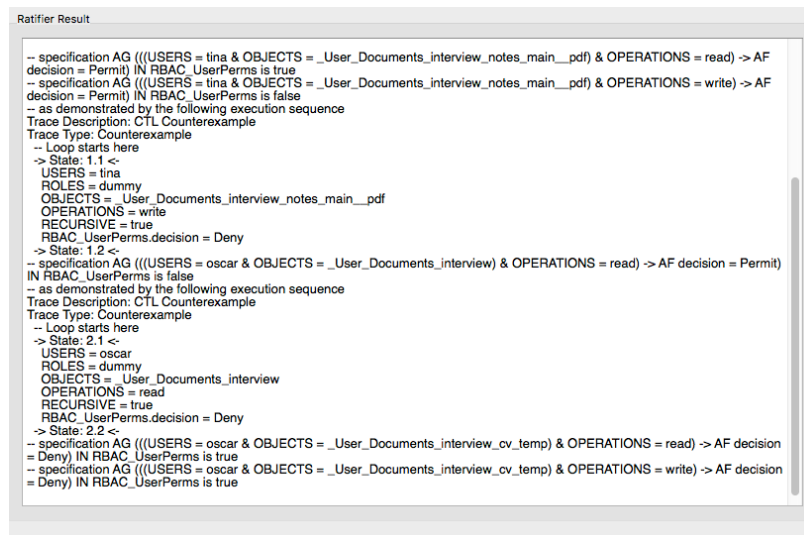 Ratifier Result
-- specification AG (((USERS = tina & OBJECTS = _User_Documents_interview_notes_main__pdf) & OPERATIONS = read) -> AF
decision = Permit) IN RBAC_UserPerms is true
-- specification AG (((USERS = tina & OBJECTS = _User_Documents_interview_notes_main__pdf) & OPERATIONS = write) -> AF
decision = Permit) IN RBAC_UserPerms is false
-- as demonstrated by the following execution sequence
Trace Description: CTL Counterexample
Trace Type: Counterexample
-- Loop starts here
-> State: 1.1 <-
USERS = tina
ROLES = dummy
OBJECTS = _User_Documents_interview_notes_main__pdf
OPERATIONS = write
RECURSIVE = true
RBAC_UserPerms.decision = Deny
-> State: 1.2 <-
-- specification AG (((USERS = oscar & OBJECTS = _User_Documents_interview) & OPERATIONS = read) -> AF decision = Permit)
IN RBAC_UserPerms is false
-- as demonstrated by the following execution sequence
Trace Description: CTL Counterexample
Trace Type: Counterexample
-- Loop starts here
-> State: 2.1 <-
USERS = oscar
ROLES = dummy
OBJECTS = _User_Documents_interview
OPERATIONS = read
RECURSIVE = true
RBAC_UserPerms.decision = Deny
-> State: 2.2 <-
-- specification AG (((USERS = oscar & OBJECTS = _User_Documents_interview_cv_temp) & OPERATIONS = read) -> AF decision
= Deny) IN RBAC_UserPerms is true
-- specification AG (((USERS = oscar & OBJECTS = _User_Documents_interview_cv_temp) & OPERATIONS = write) -> AF decision
= Deny) IN RBAC_UserPerms is true